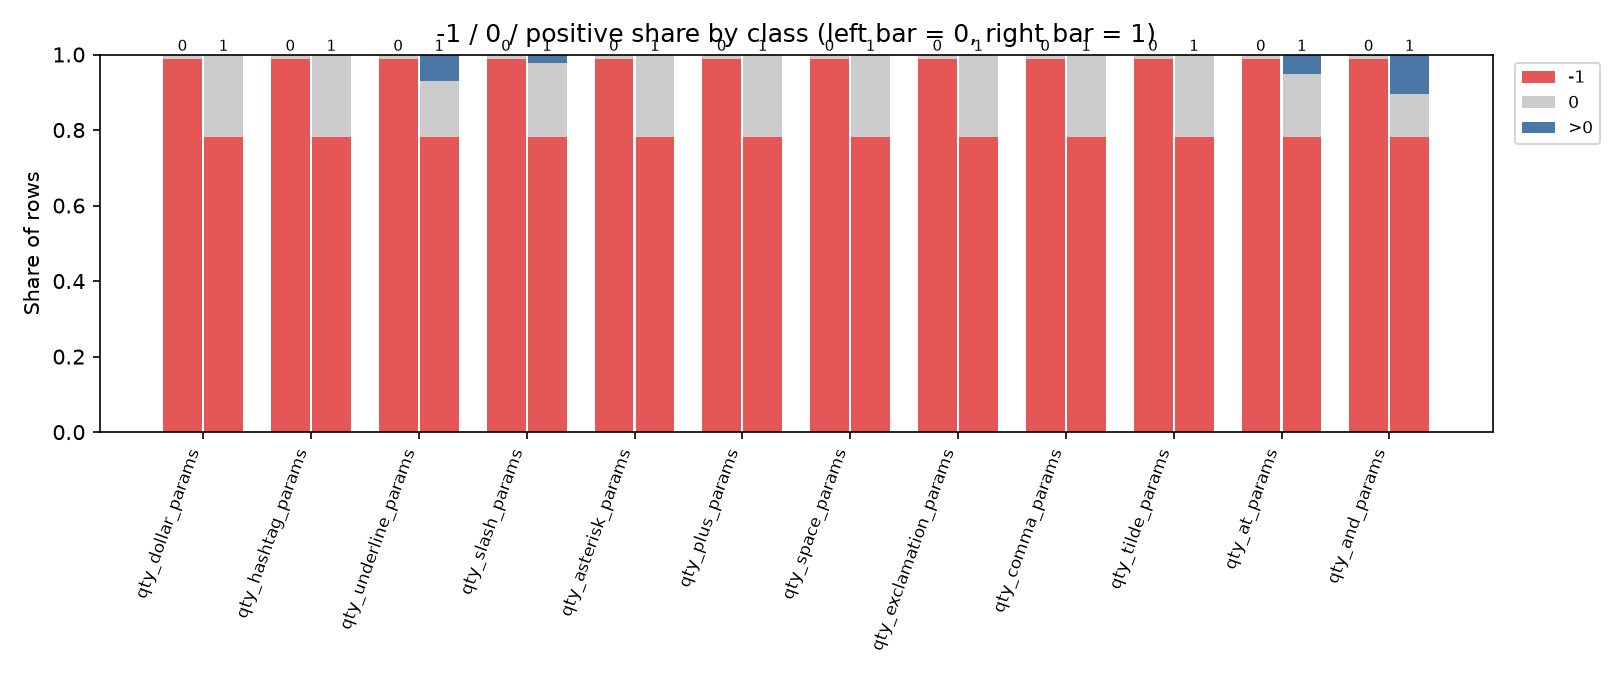 -1 / 0 / positive share by class (left bar = 0, right bar = 1)
0 1 0 1 0 1 0 1 0 1 0 1 0 1 0 1 0 1 0 1 0 1 0 1
1.0
0.8
0.6
0.4
0.2
0.0
Share of rows
-1
0
>0
qty_dollar_params
qty_hashtag_params
qty_underline_params
qty_slash_params
qty_asterisk_params
qty_plus_params
qty_space_params
qty_exclamation_params
qty_comma_params
qty_tilde_params
qty_at_params
qty_and_params